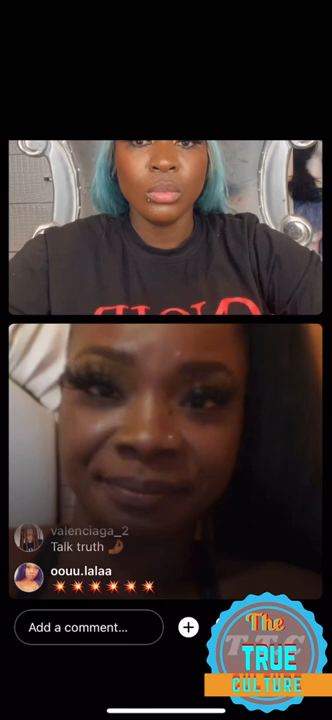 valenciaga_2
Talk truth
oouu.lalaa
Add a comment...
The
T.T.C
TRUE
CULTURE